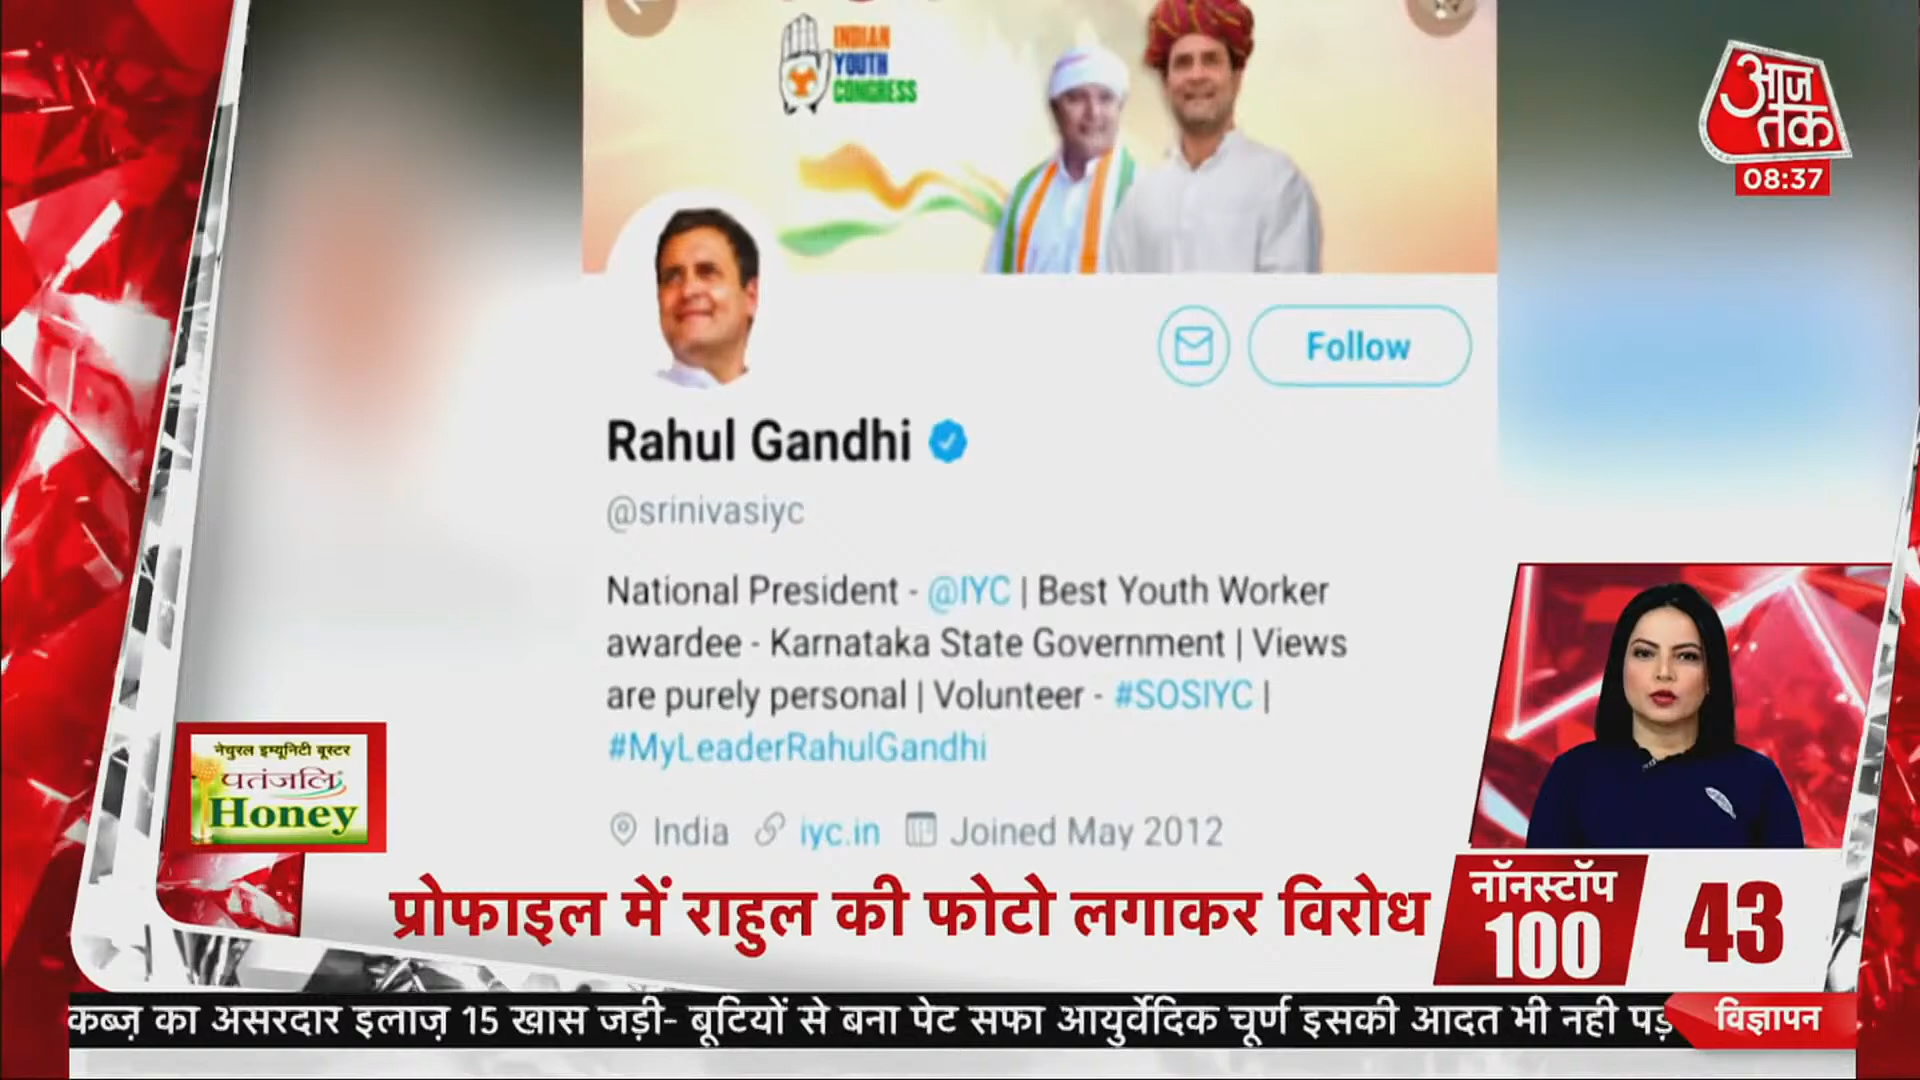 INDIAN
YOUTH
CONGRESS
आज
तक
08:37
Follow
Rahul Gandhi
@srinivasiyc
National President - @IYC | Best Youth Worker
awardee - Karnataka State Government | Views
are purely personal | Volunteer - #SOSIYC |
#MyLeaderRahulGandhi
India iyc.in Joined May 2012
नेचुरल इम्यूनिटी बूस्टर
पतंजलि
Honey
प्रोफाइल में राहुल की फोटो लगाकर विरोध
नॉनस्टॉप
100
43
कब्ज़ का असरदार इलाज़ 15 खास जड़ी- बूटियों से बना पेट सफा आयुर्वेदिक चूर्ण इसकी आदत भी नही पड़
विज्ञापन